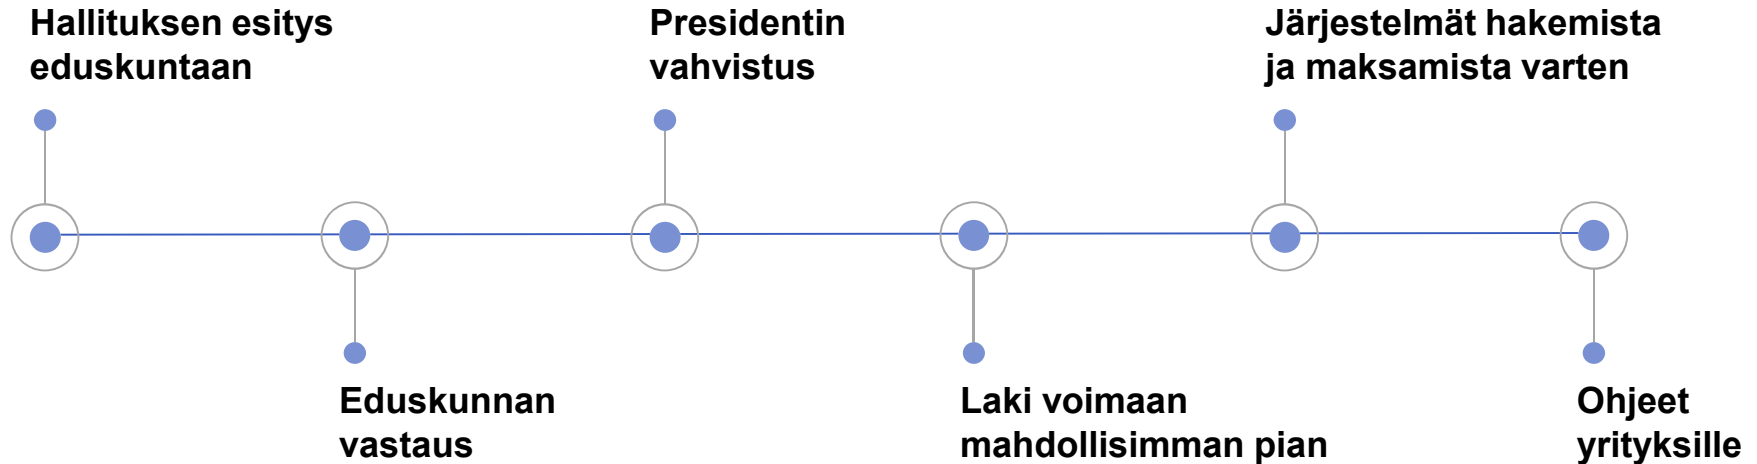 Hallituksen esitys
eduskuntaan
Eduskunnan
vastaus
Presidentin
vahvistus
Laki voimaan
mahdollisimman pian
Järjestelmät hakemista
ja maksamista varten
Ohjeet
yrityksille